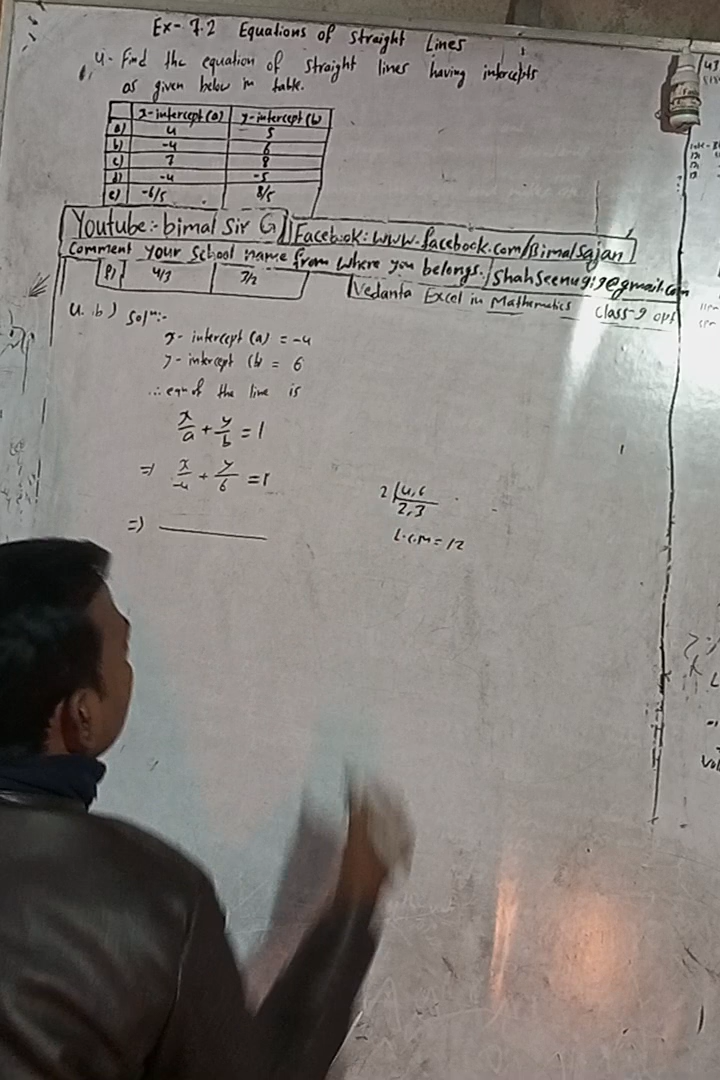 Ex-7.2 Equations of Straight Lines
4. Find the equation of straight lines having intercepts
as given below in table.
x-intercept (a) y-intercept (b)
a) 4 5
b) -4 6
c) 7 8
d) -4 -5
e) -6/5 8/5
Youtube:- bimal Sir G
Facebook: www.facebook.com/Bimalsajan
Comment your school name from where you belongs.
f) 4/3 7/2
Vedanta Excel in Mathematics class-9 opt
4. b) Solⁿ:-
x-intercept (a) = -4
y-intercept (b = 6
∴ eqn of the line is
x/a + y/b = 1
=> x/-4 + y/6 = 1
2 4,6
2,3
=>
L.C.M = 12